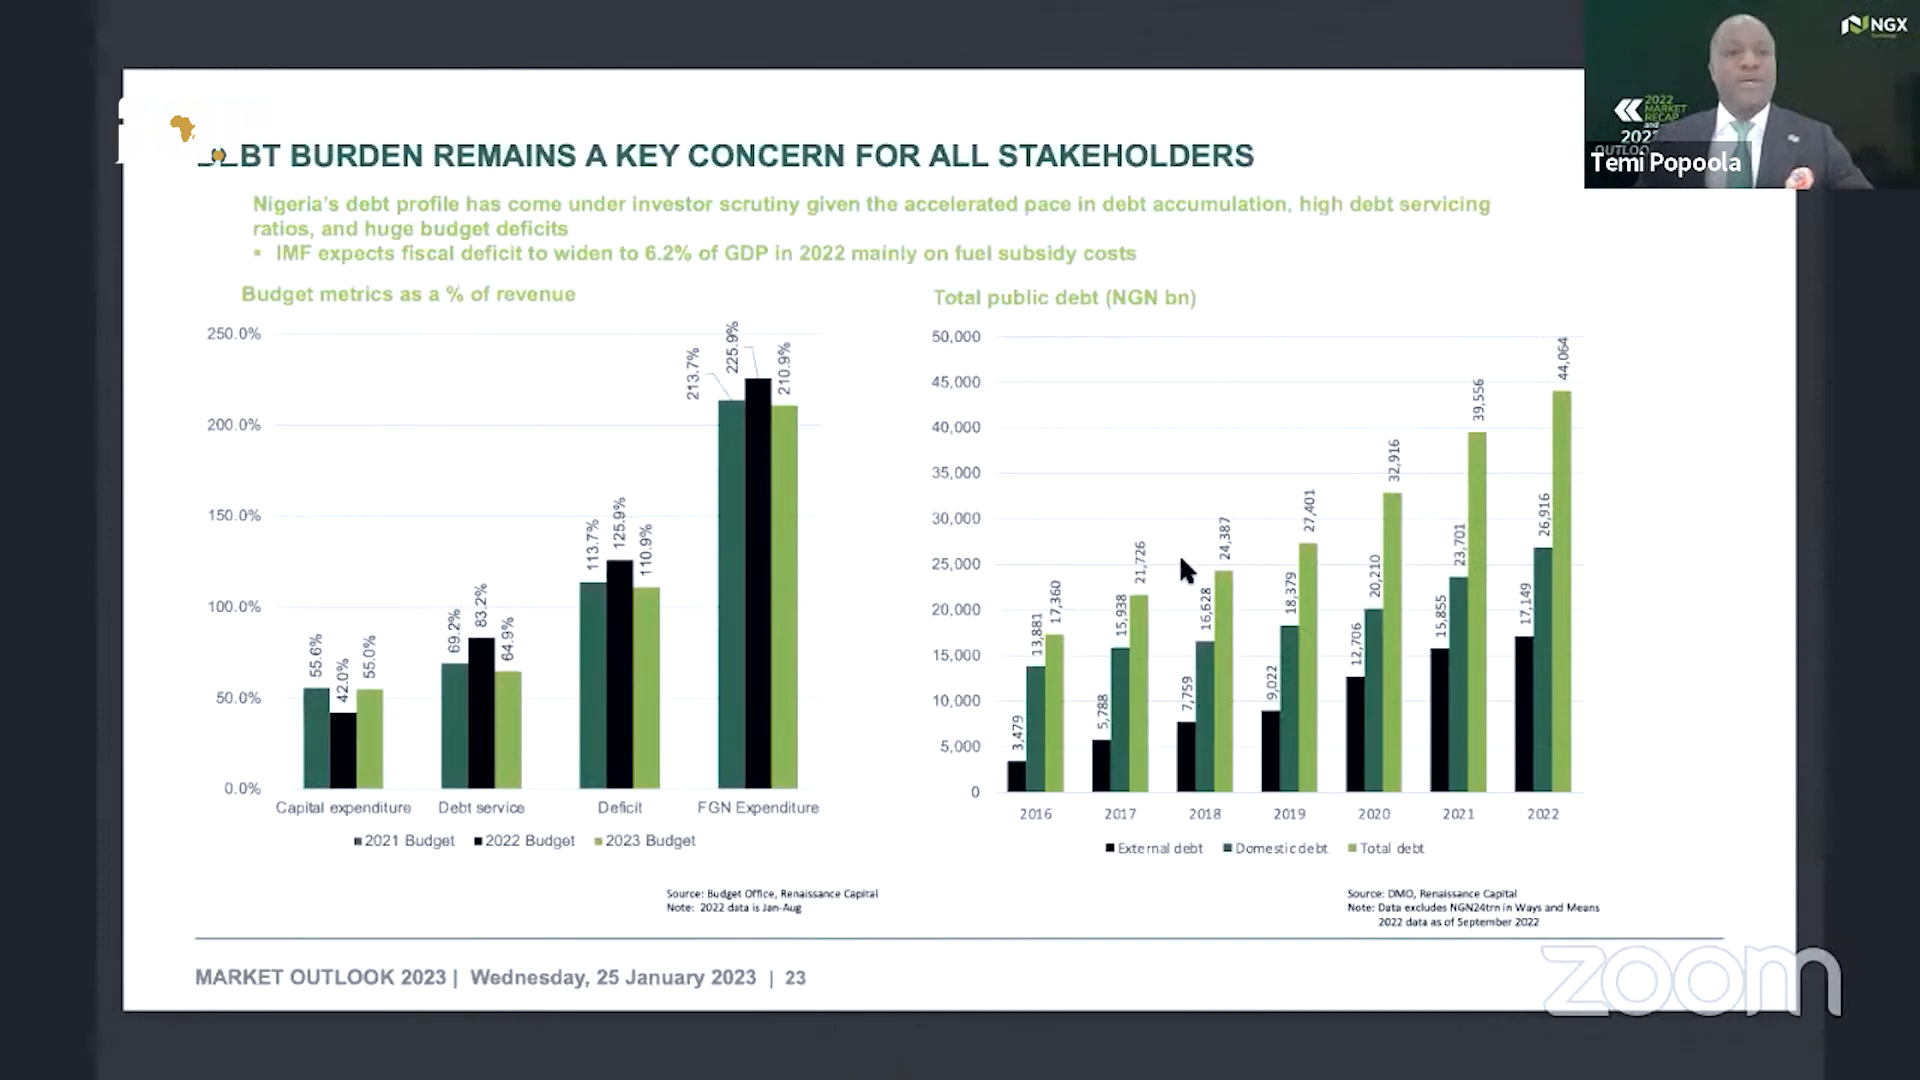 NGX
2022
MARKET
RECAP
and
202
OUTLOO
Temi Popoola
BT BURDEN REMAINS A KEY CONCERN FOR ALL STAKEHOLDERS
Nigeria's debt profile has come under investor scrutiny given the accelerated pace in debt accumulation, high debt servicing
ratios, and huge budget deficits
▪ IMF expects fiscal deficit to widen to 6.2% of GDP in 2022 mainly on fuel subsidy costs
Budget metrics as a % of revenue
250.0%
200.0%
150.0%
100.0%
50.0%
0.0%
55.6%
42.0%
55.0%
69.2%
83.2%
64.9%
113.7%
125.9%
110.9%
213.7%
225.9%
210.9%
Capital expenditure Debt service Deficit FGN Expenditure
2021 Budget 2022 Budget 2023 Budget
Source: Budget Office, Renaissance Capital
Note: 2022 data is Jan-Aug
Total public debt (NGN bn)
50,000
45,000
40,000
35,000
30,000
25,000
20,000
15,000
10,000
5,000
0
3,479
13,881
17,360
5,788
15,938
21,726
7,759
16,628
24,387
9,022
18,379
27,401
12,706
20,210
32,916
15,855
23,701
39,556
17,149
26,916
44,064
2016 2017 2018 2019 2020 2021 2022
External debt Domestic debt Total debt
Source: DMO, Renaissance Capital
Note: Data excludes NGN24trn in Ways and Means
2022 data as of September 2022
MARKET OUTLOOK 2023 | Wednesday, 25 January 2023 | 23
zoom